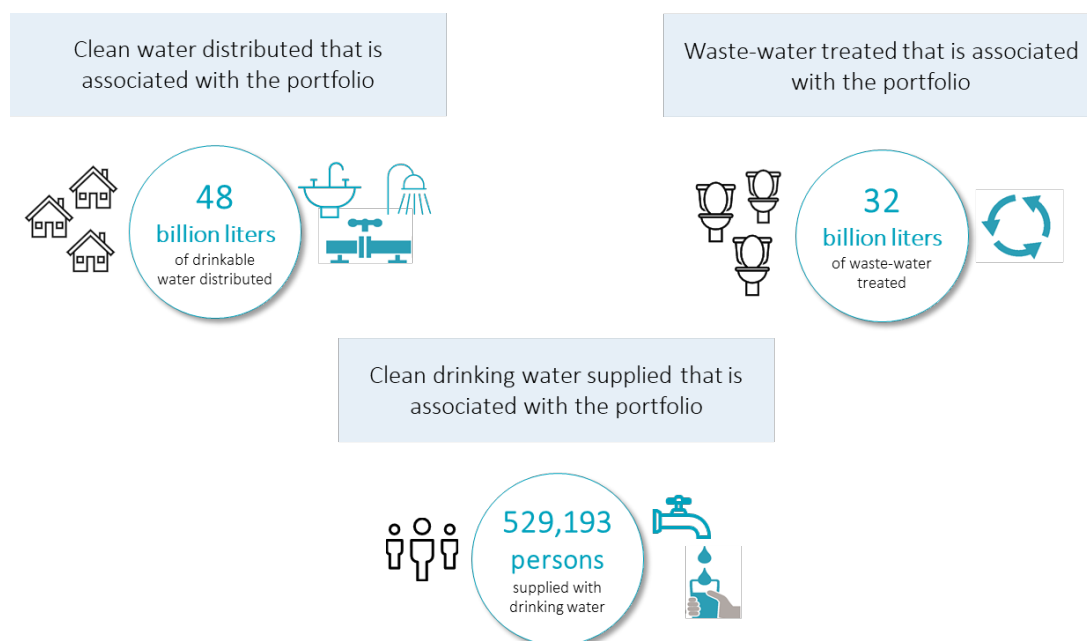 Clean water distributed that is
associated with the portfolio
Waste-water treated that is associated
with the portfolio
48
billion liters
of drinkable
water distributed
32
billion liters
of waste-water
treated
Clean drinking water supplied that is
associated with the portfolio
529,193
persons
supplied with
drinking water